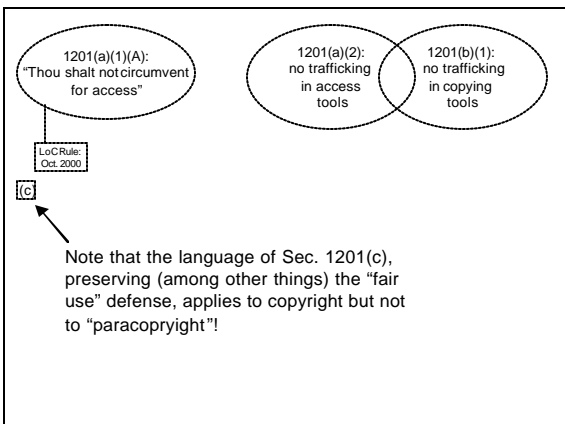 1201(a)(1)(A):
“Thou shalt not circumvent
for access”
1201(a)(2):
no trafficking
in access
tools
1201(b)(1):
no trafficking
in copying
tools
LoC Rule:
Oct. 2000
(c)
Note that the language of Sec. 1201(c),
preserving (among other things) the “fair
use” defense, applies to copyright but not
to “paracopryight”!